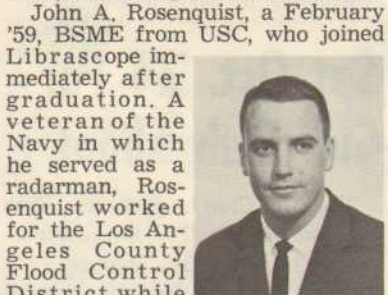 John A. Rosenquist, a February
'59, BSME from USC, who joined
Librascope im-
mediately after
graduation. A
veteran of the
Navy in which
he served as a
radarman, Ros-
enquist worked
for the Los An-
geles County
Flood Control
District while